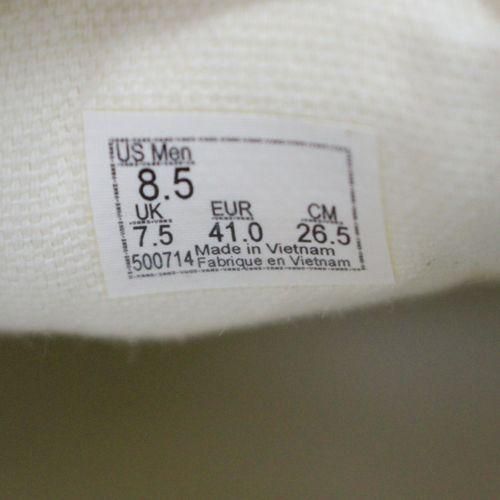 US Men
8.5
UK EUR CM
7.5 41.0 26.5
500714 Made in Vietnam
Fabrique en Vietnam